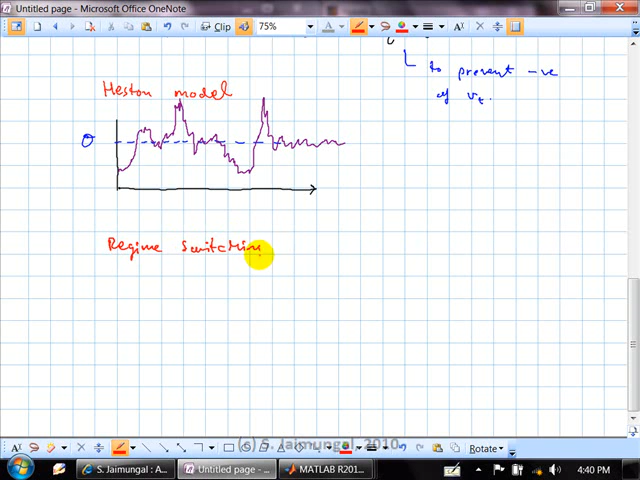 Untitled page - Microsoft Office OneNote
Clip
75%
to prevent -ve
of vt.
Heston model
θ
Regime switching
(c) S. Jaimungal, 2010
Rotate
S. Jaimungal : A...
Untitled page - ...
MATLAB R201...
4:40 PM